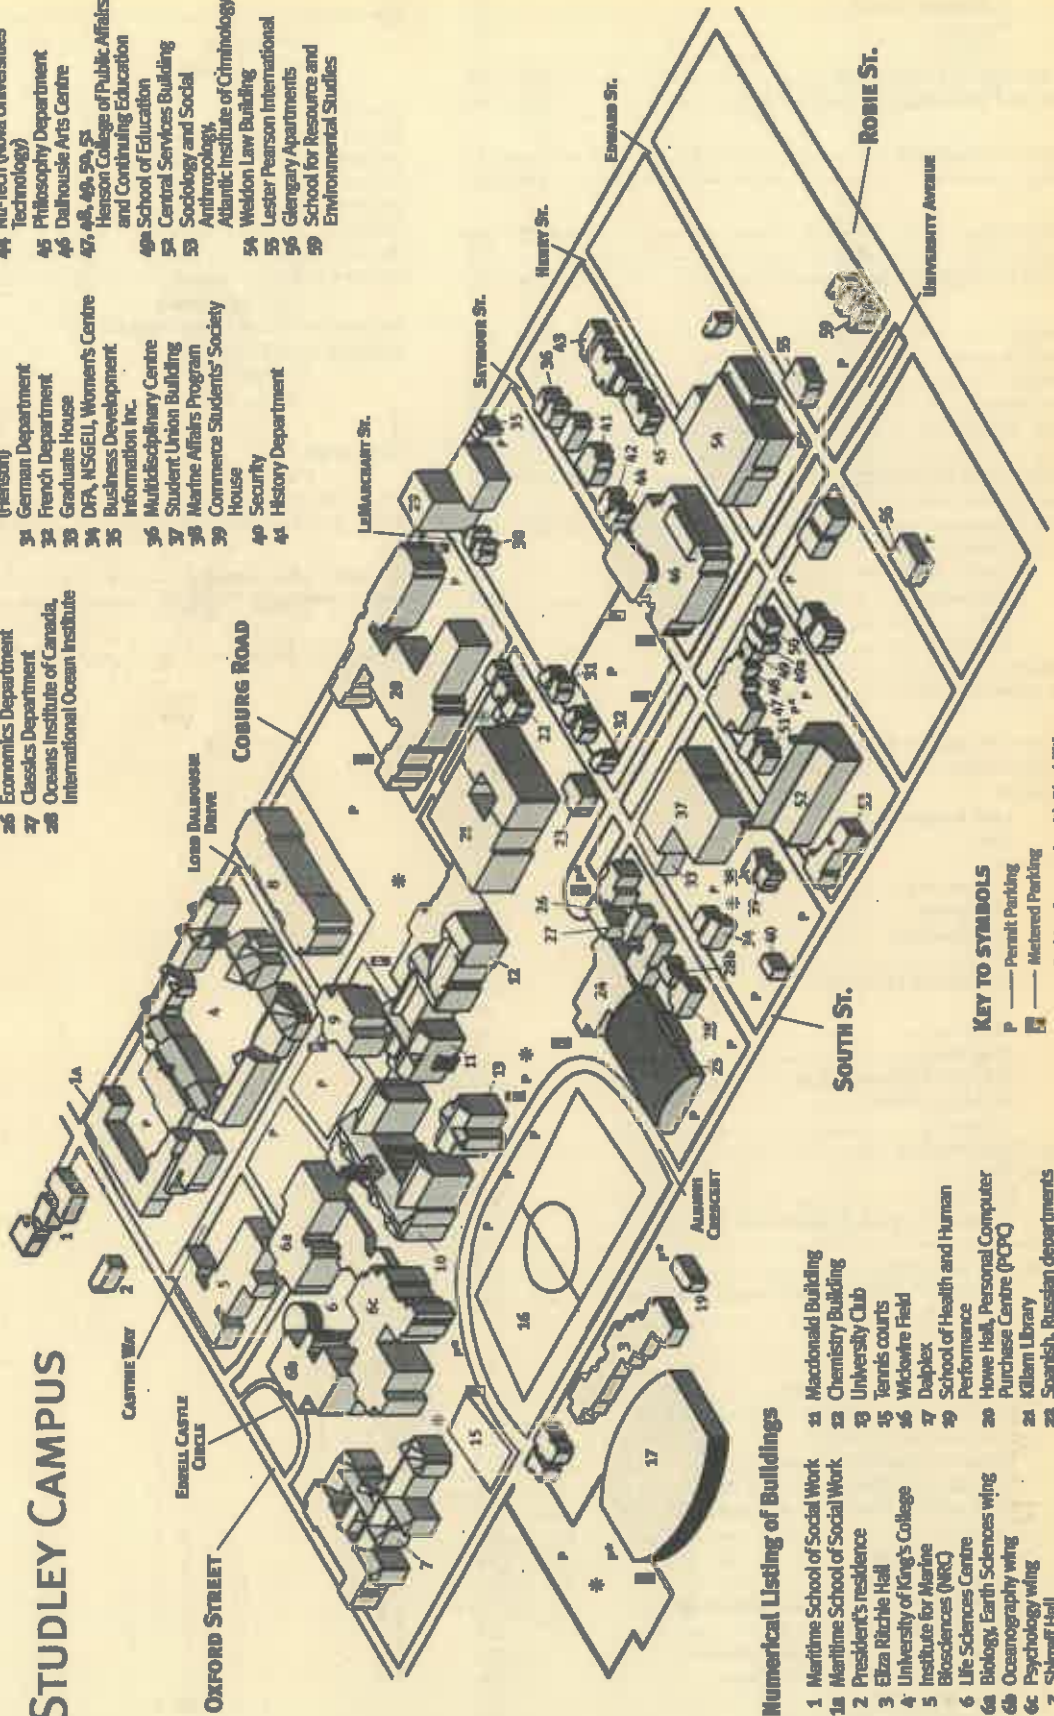 STUDLEY CAMPUS
OXFORD STREET
EDZELL CASTLE
CIRCLE
CASTINE WAY
LORD DALHOUSIE
DRIVE
COBURG ROAD
LEMARCHANT ST.
SEYMOUR ST.
HENRY ST.
EDWARD ST.
ROBIE ST.
UNIVERSITY AVENUE
SOUTH ST.
ALUMNI
CRESCENT
KEY TO SYMBOLS
P — Permit Parking
— Metered Parking
Numerical Listing of Buildings
1 Maritime School of Social Work
1a Maritime School of Social Work
2 President's residence
3 Eliza Ritchie Hall
4 University of King's College
5 Institute for Marine
Biosciences (NRC)
6 Life Sciences Centre
6a Biology, Earth Sciences wing
6b Oceanography wing
6c Psychology wing
7 Shirreff Hall
11 Macdonald Building
12 Chemistry Building
13 University Club
15 Tennis courts
16 Wickwire Field
17 Dalplex
19 School of Health and Human
Performance
20 Howe Hall, Personal Computer
Purchase Centre (PCPC)
21 Killam Library
22 Spanish, Russian departments
26 Economics Department
27 Classics Department
28 Oceans Institute of Canada,
International Ocean Institute
(Henson)
31 German Department
32 French Department
33 Graduate House
34 DFA, NSGEU, Women's Centre
35 Business Development
Information Inc.
36 Multidisciplinary Centre
37 Student Union Building
38 Marine Affairs Program
39 Commerce Students' Society
House
40 Security
41 History Department
Technology)
45 Philosophy Department
46 Dalhousie Arts Centre
47, 48, 49, 50, 51
Henson College of Public Affairs
and Continuing Education
49a School of Education
52 Central Services Building
53 Sociology and Social
Anthropology,
Atlantic Institute of Criminology
54 Weldon Law Building
55 Lester Pearson International
56 Glengary Apartments
59 School for Resource and
Environmental Studies